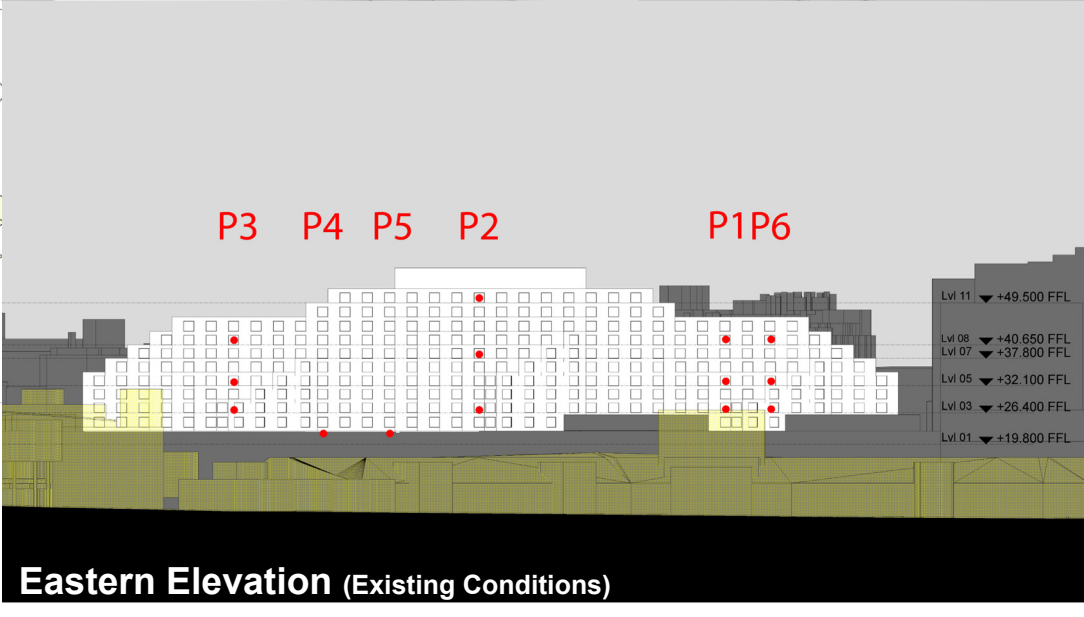 P3 P4 P5 P2 P1 P6
Lvl 11 +49.500 FFL
Lvl 08 +40.650 FFL
Lvl 07 +37.800 FFL
Lvl 05 +32.100 FFL
Lvl 03 +26.400 FFL
Lvl 01 +19.800 FFL
Eastern Elevation (Existing Conditions)